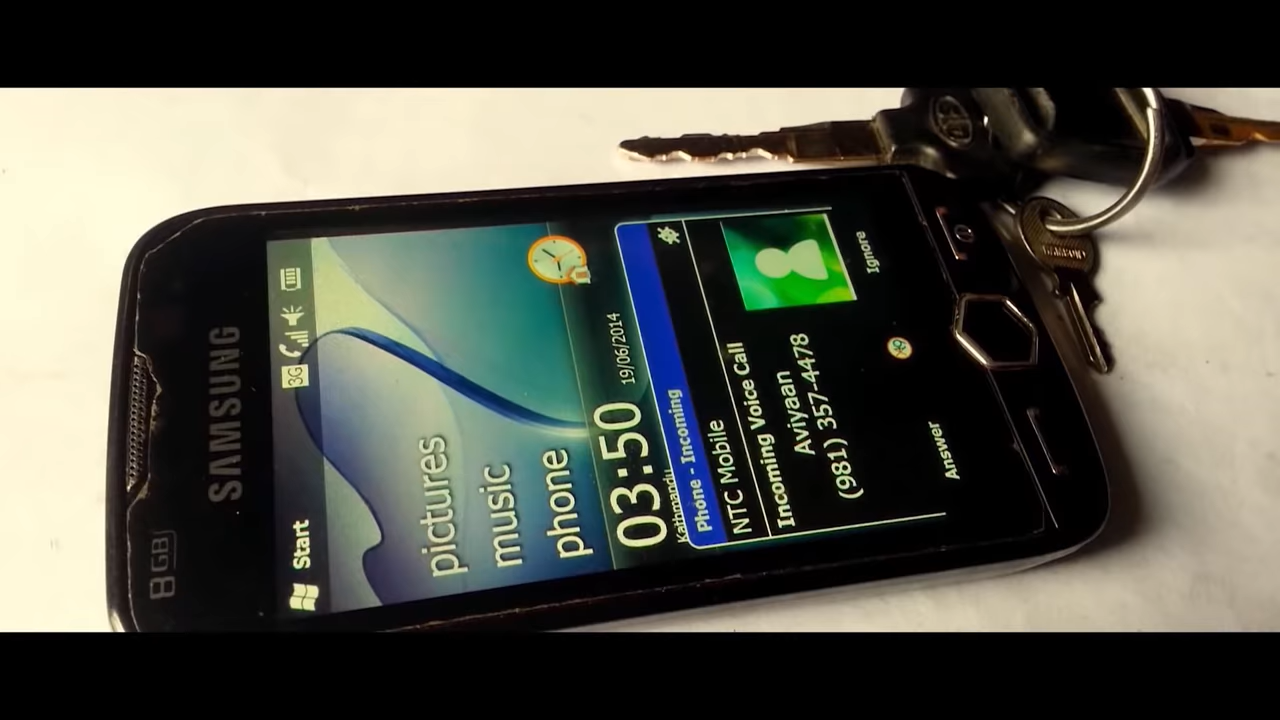 8GB
SAMSUNG
Start 3G
pictures
music
phone
03:50 19/06/2014
Kathmandu
Phone - Incoming
NTC Mobile
Incoming Voice Call
Aviyaan
(981) 357-4478
Answer Ignore